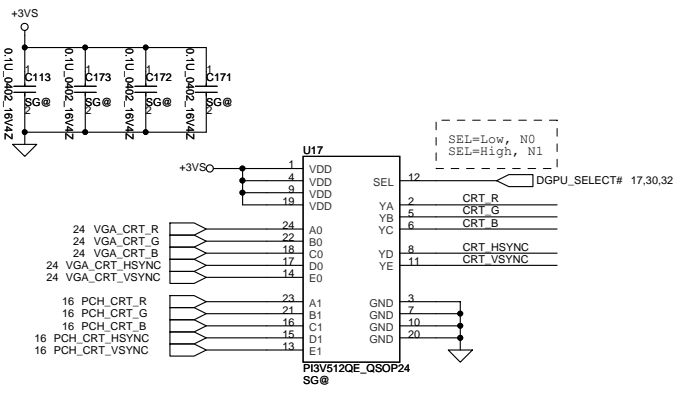 +3VS
0.1U_0402_16V4Z
1
C113
SG@
2
0.1U_0402_16V4Z
1
C173
SG@
2
0.1U_0402_16V4Z
1
C172
SG@
2
0.1U_0402_16V4Z
1
C171
SG@
2
SEL=Low, N0
SEL=High, N1
U17
+3VS
1 VDD
4 VDD
9 VDD
19 VDD
SEL 12 DGPU_SELECT# 17,30,32
YA 2 CRT_R
YB 5 CRT_G
YC 6 CRT_B
YD 8 CRT_HSYNC
YE 11 CRT_VSYNC
24 VGA_CRT_R 24 A0
24 VGA_CRT_G 22 B0
24 VGA_CRT_B 18 C0
24 VGA_CRT_HSYNC 17 D0
24 VGA_CRT_VSYNC 14 E0
16 PCH_CRT_R 23 A1
16 PCH_CRT_G 21 B1
16 PCH_CRT_B 16 C1
16 PCH_CRT_HSYNC 15 D1
16 PCH_CRT_VSYNC 13 E1
GND 3
GND 7
GND 10
GND 20
PI3V512QE_QSOP24
SG@